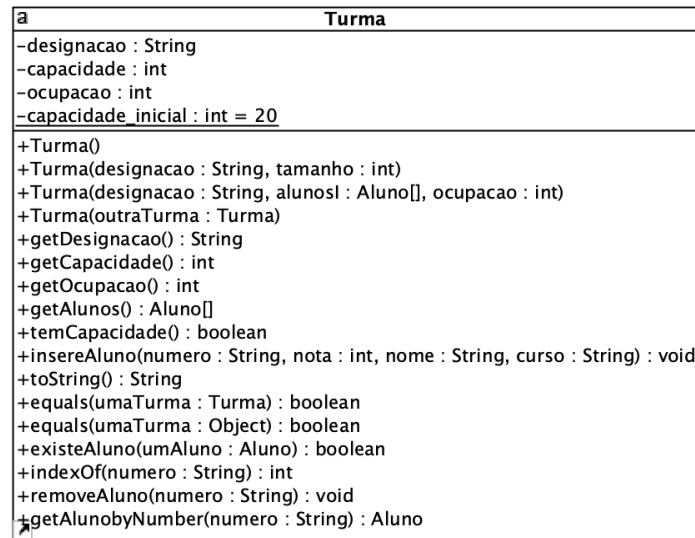 a
Turma
-designacao : String
-capacidade : int
-ocupacao : int
-capacidade_inicial : int = 20
+Turma()
+Turma(designacao : String, tamanho : int)
+Turma(designacao : String, alunosI : Aluno[], ocupacao : int)
+Turma(outraTurma : Turma)
+getDesignacao() : String
+getCapacidade() : int
+getOcupacao() : int
+getAlunos() : Aluno[]
+temCapacidade() : boolean
+insereAluno(numero : String, nota : int, nome : String, curso : String) : void
+toString() : String
+equals(umaTurma : Turma) : boolean
+equals(umaTurma : Object) : boolean
+existeAluno(umAluno : Aluno) : boolean
+indexOf(numero : String) : int
+removeAluno(numero : String) : void
+getAlunobyNumber(numero : String) : Aluno